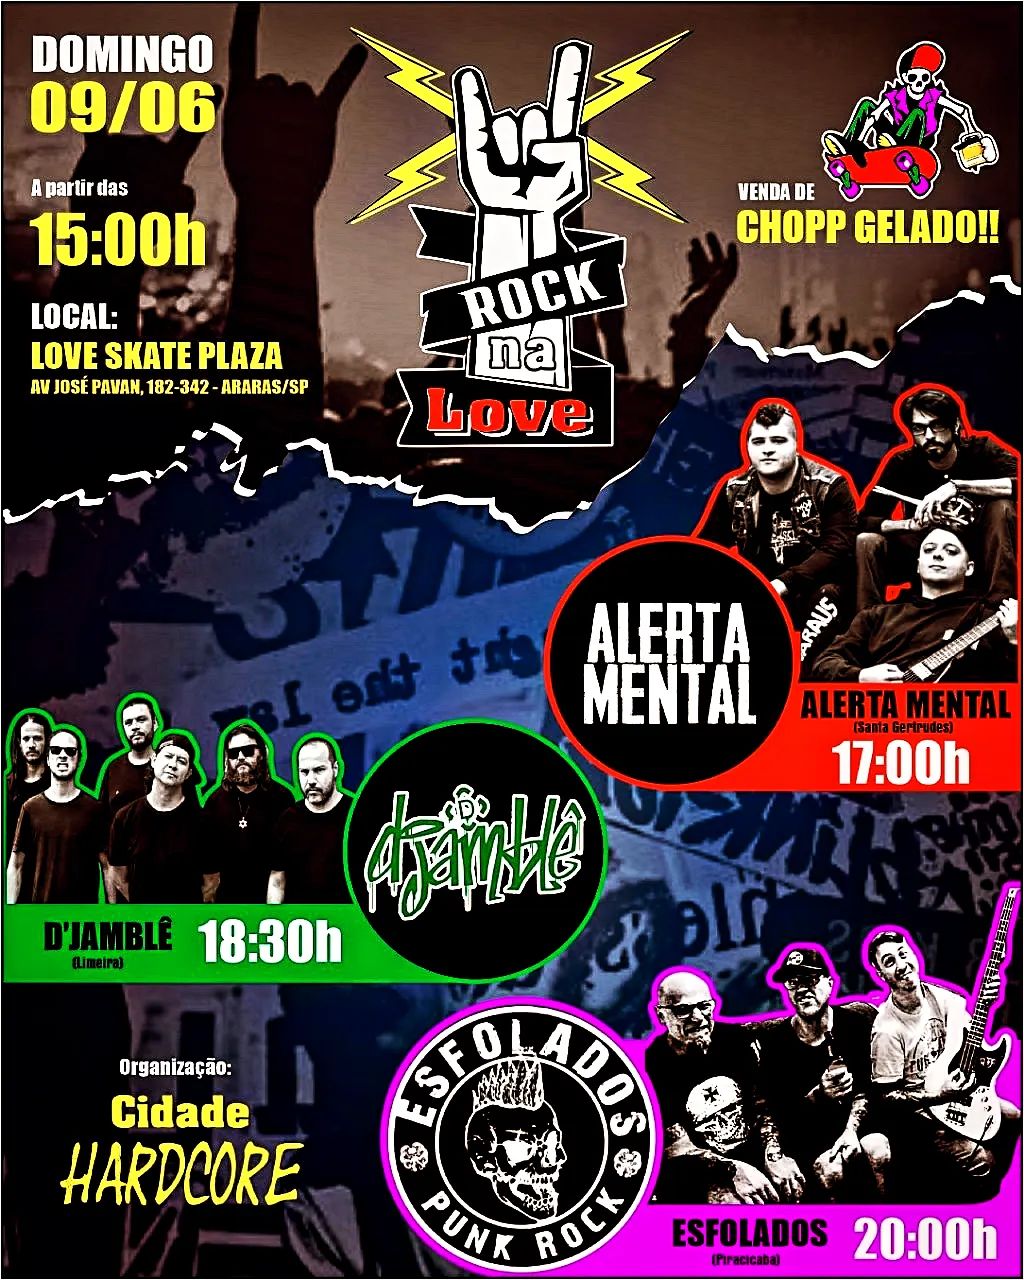 DOMINGO
09/06
A partir das
15:00h
LOCAL:
LOVE SKATE PLAZA
AV JOSÉ PAVAN, 182-342 - ARARAS/SP
ROCK
na
Love
VENDA DE
CHOPP GELADO!!
ALERTA
MENTAL
ALERTA MENTAL
(Santa Gertrudes)
17:00h
djamblê
D'JAMBLÊ
(Limeira)
18:30h
Organização:
Cidade
HARDCORE
ESFOLADOS
PUNK ROCK
ESFOLADOS
(Piracicaba)
20:00h